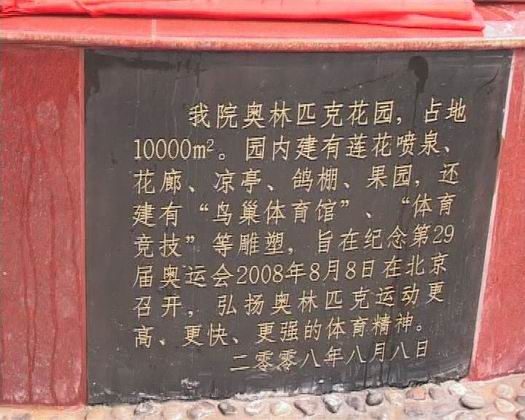 我院奥林匹克花园，占地
10000m²。园内建有莲花喷泉、
花廊、凉亭、鸽棚、果园，还
建有“鸟巢体育馆”、“体育
竞技”等雕塑，旨在纪念第29
届奥运会2008年8月8日在北京
召开，弘扬奥林匹克运动更
高、更快、更强的体育精神。
二零零八年八月八日